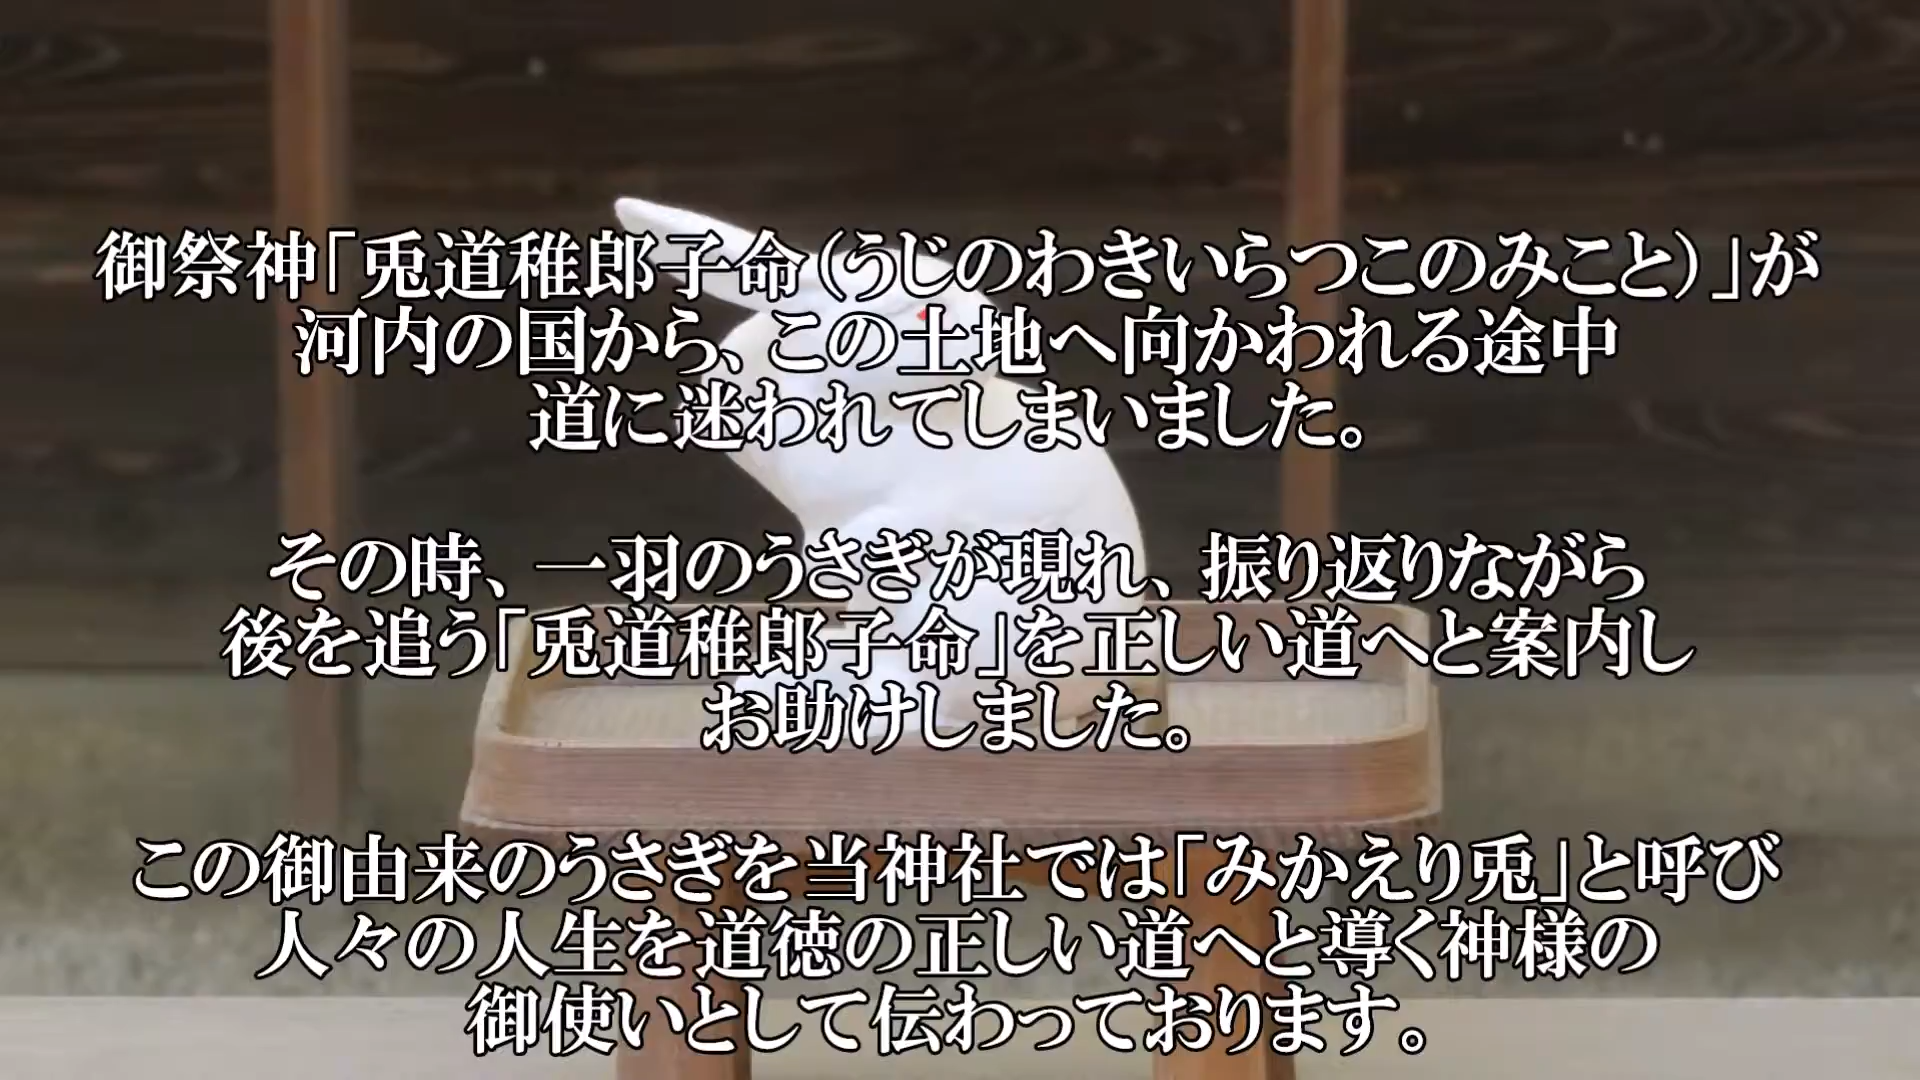 御祭神「兎道稚郎子命（うじのわきいらつこのみこと）」が
河内の国から、この土地へ向かわれる途中
道に迷われてしまいました。
その時、一羽のうさぎが現れ、振り返りながら
後を追う「兎道稚郎子命」を正しい道へと案内し
お助けしました。
この御由来のうさぎを当神社では「みかえり兎」と呼び
人々の人生を道徳の正しい道へと導く神様の
御使いとして伝わっております。